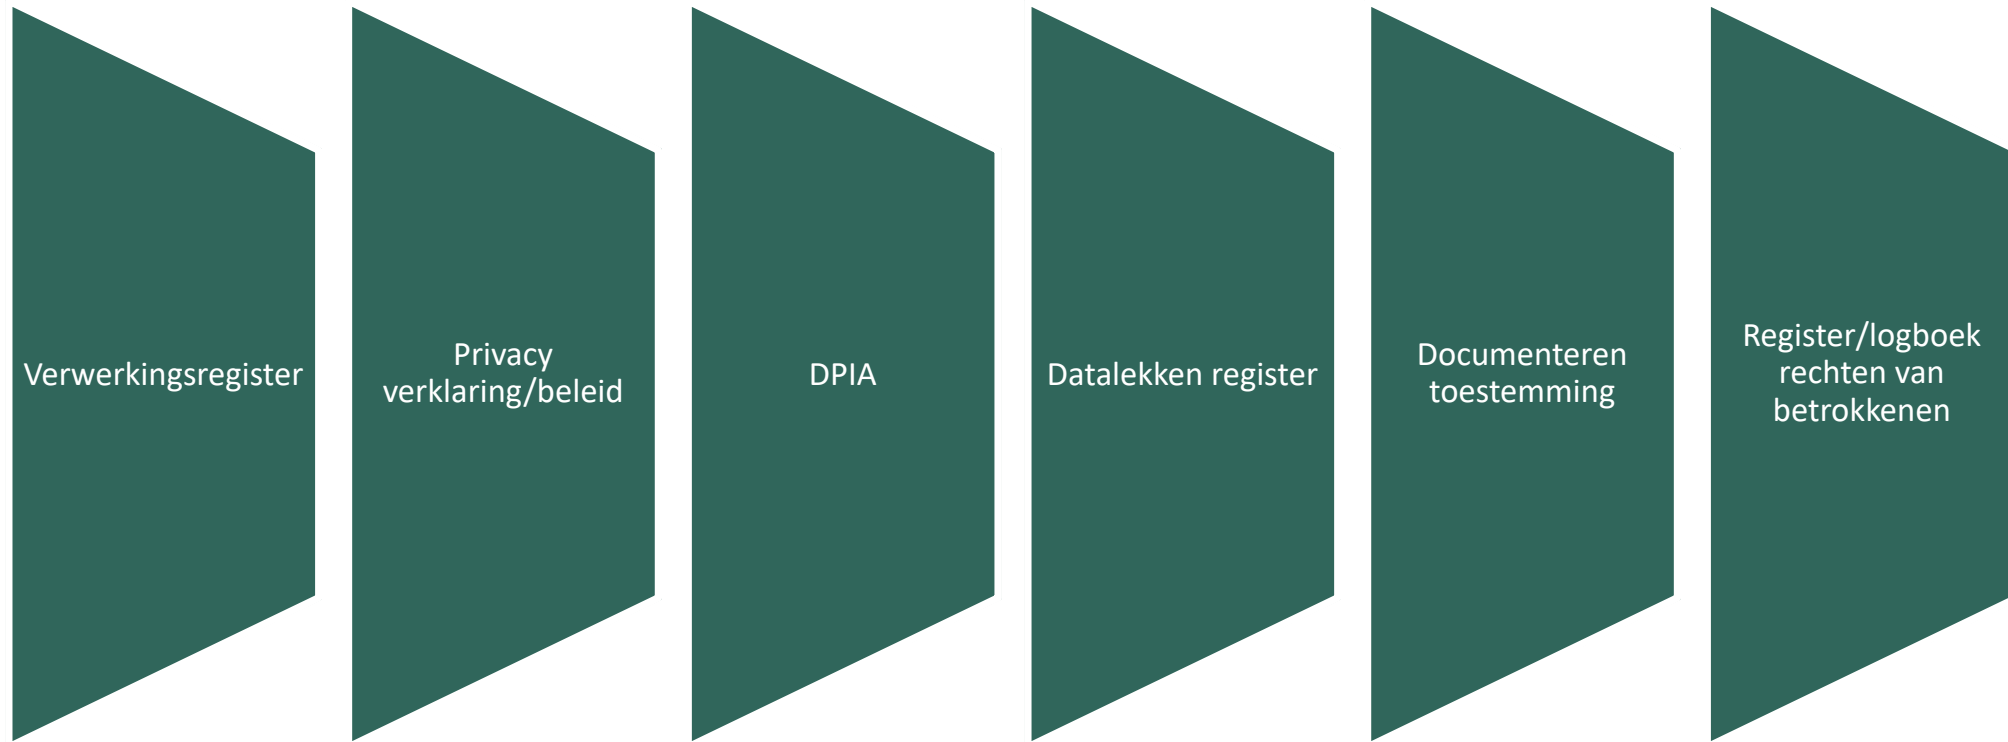 Verwerkingsregister
Privacy
verklaring/beleid
DPIA
Datalekken register
Documenteren
toestemming
Register/logboek
rechten van
betrokkenen